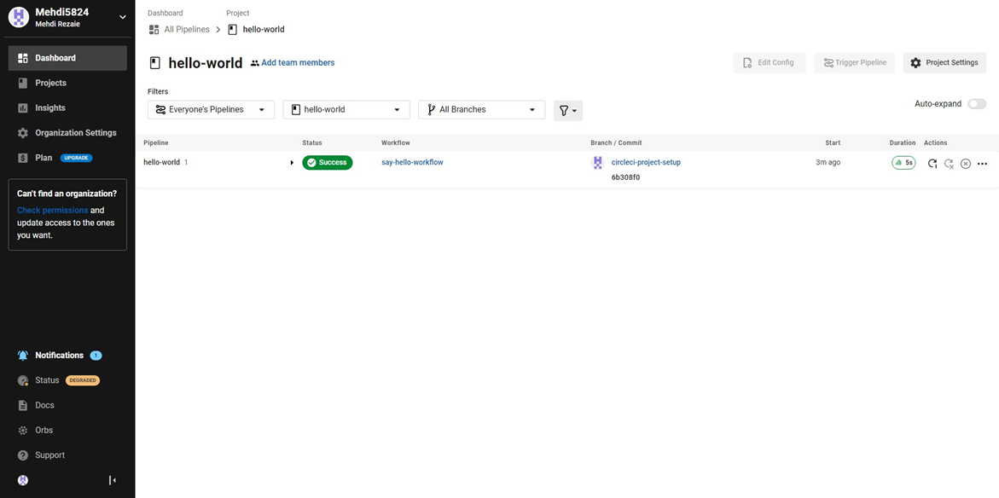 Mehdi5824
Mehdi Rezaie
Dashboard
Projects
Insights
Organization Settings
Plan UPGRADE
Can't find an organization?
Check permissions and
update access to the ones
you want.
Notifications 1
Status DEGRADED
Docs
Orbs
Support
Dashboard Project
All Pipelines hello-world
hello-world Add team members
Edit Config Trigger Pipeline Project Settings
Filters
Everyone's Pipelines hello-world All Branches
Auto-expand
Pipeline Status Workflow Branch / Commit Start Duration Actions
hello-world 1 Success say-hello-workflow circleci-project-setup 3m ago 5s
6b308f0